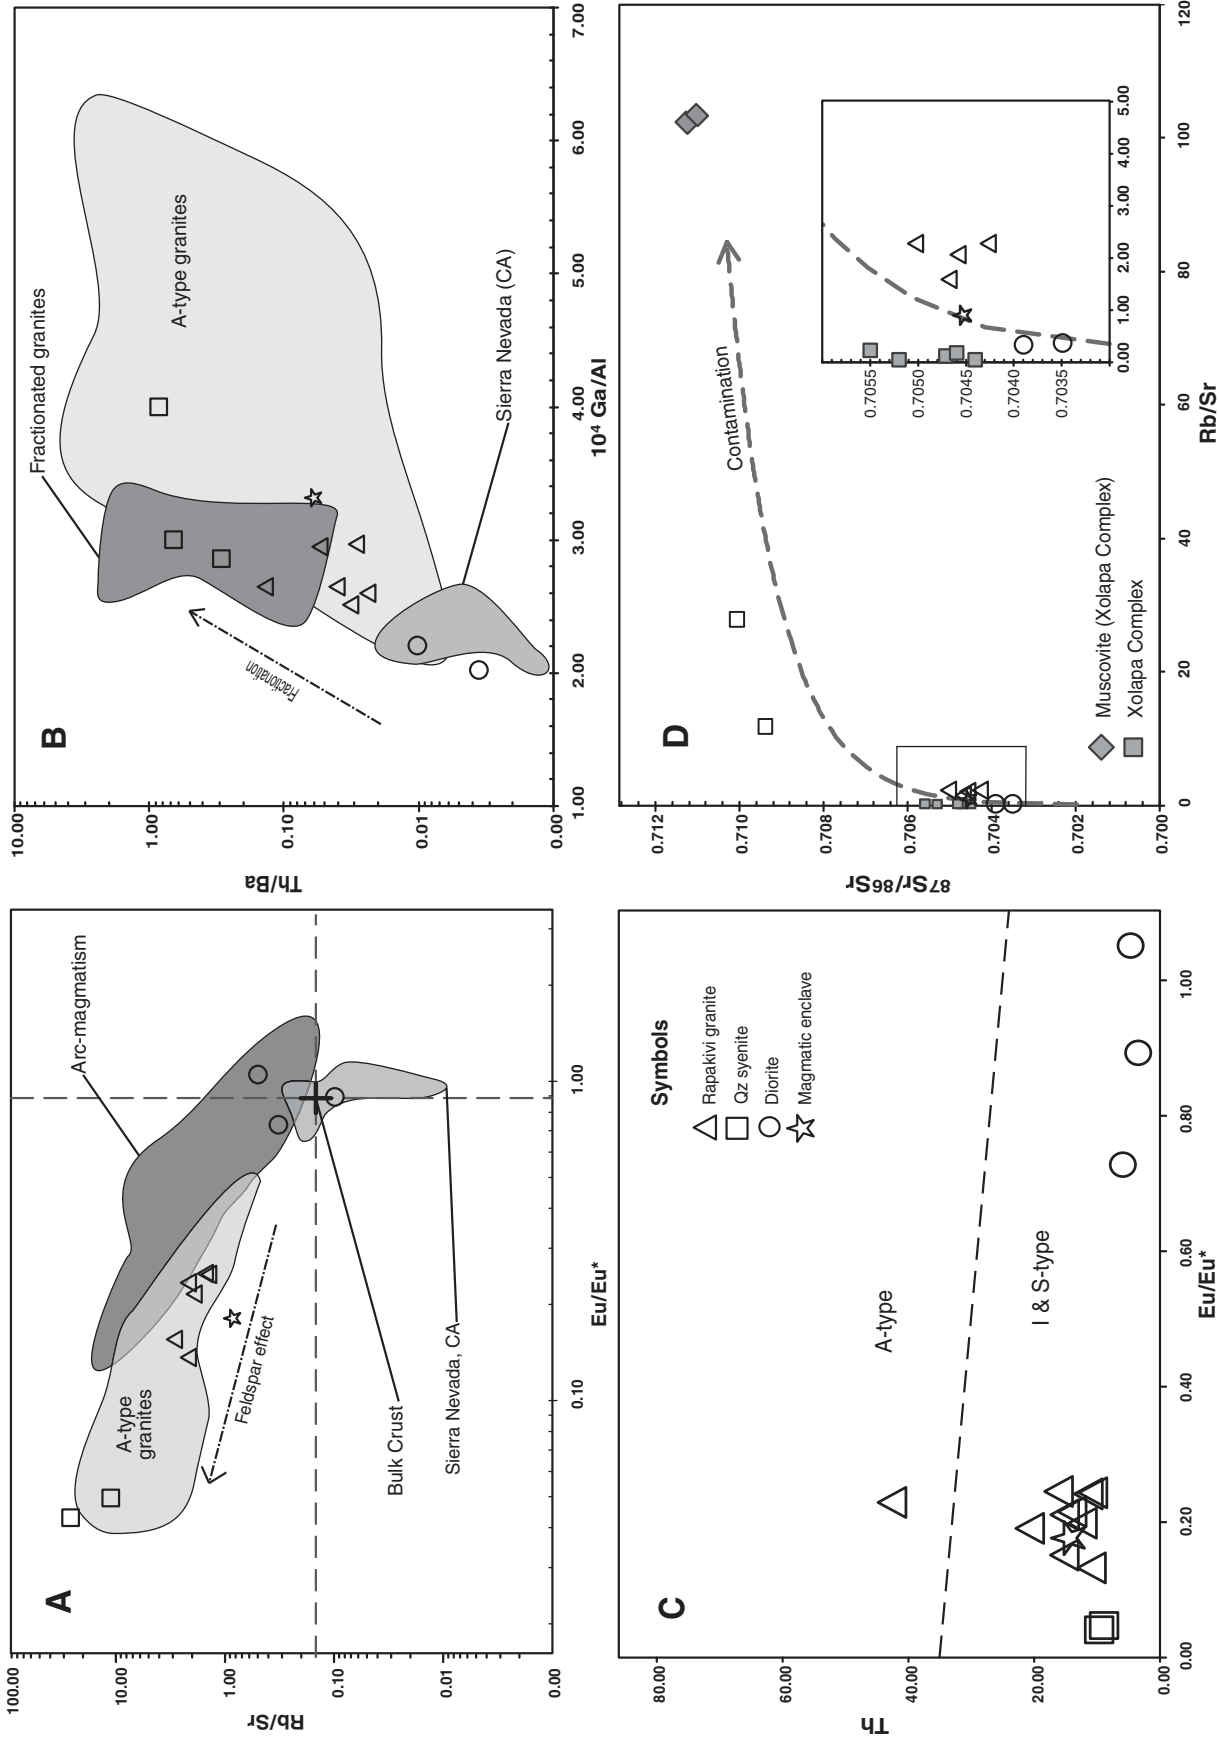 A
100.00
10.00
1.00
0.10
0.01
0.00
Rb/Sr
0.10
1.00
Eu/Eu*
A-type
granites
Arc-magmatism
Feldspar effect
Bulk Crust
Sierra Nevada, CA
B
10.00
1.00
0.10
0.01
0.00
Th/Ba
1.00
2.00
3.00
4.00
5.00
6.00
7.00
10⁴ Ga/Al
Fractionated granites
A-type granites
Sierra Nevada (CA)
Fractionation
C
80.00
60.00
40.00
20.00
0.00
Th
0.00
0.20
0.40
0.60
0.80
1.00
Eu/Eu*
A-type
I & S-type
Symbols
Rapakivi granite
Qz syenite
Diorite
Magmatic enclave
D
0.712
0.710
0.708
0.706
0.704
0.702
0.700
⁸⁷Sr/⁸⁶Sr
0
20
40
60
80
100
120
Rb/Sr
Contamination
0.7055
0.7050
0.7045
0.7040
0.7035
0.00
1.00
2.00
3.00
4.00
5.00
Muscovite (Xolapa Complex)
Xolapa Complex